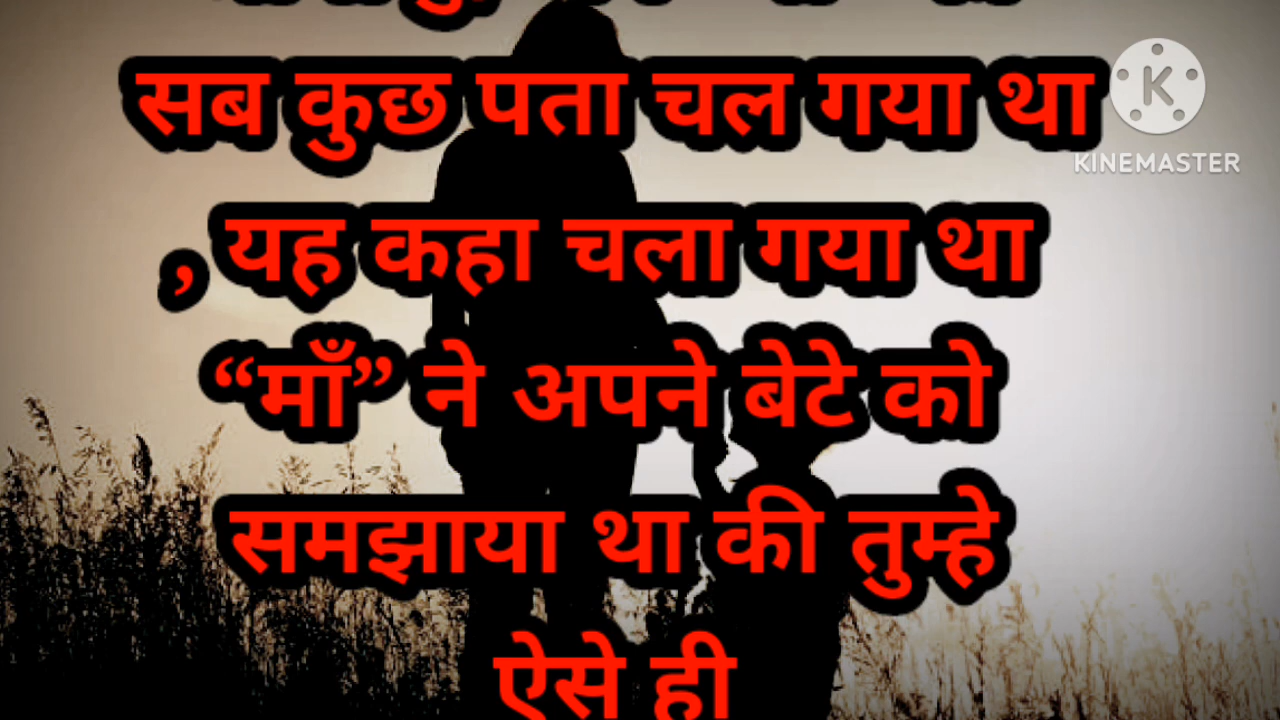 सब कुछ पता चल गया था
K
KINEMASTER
, यह कहा चला गया था
“माँ” ने अपने बेटे को
समझाया था की तुम्हे
ऐसे ही